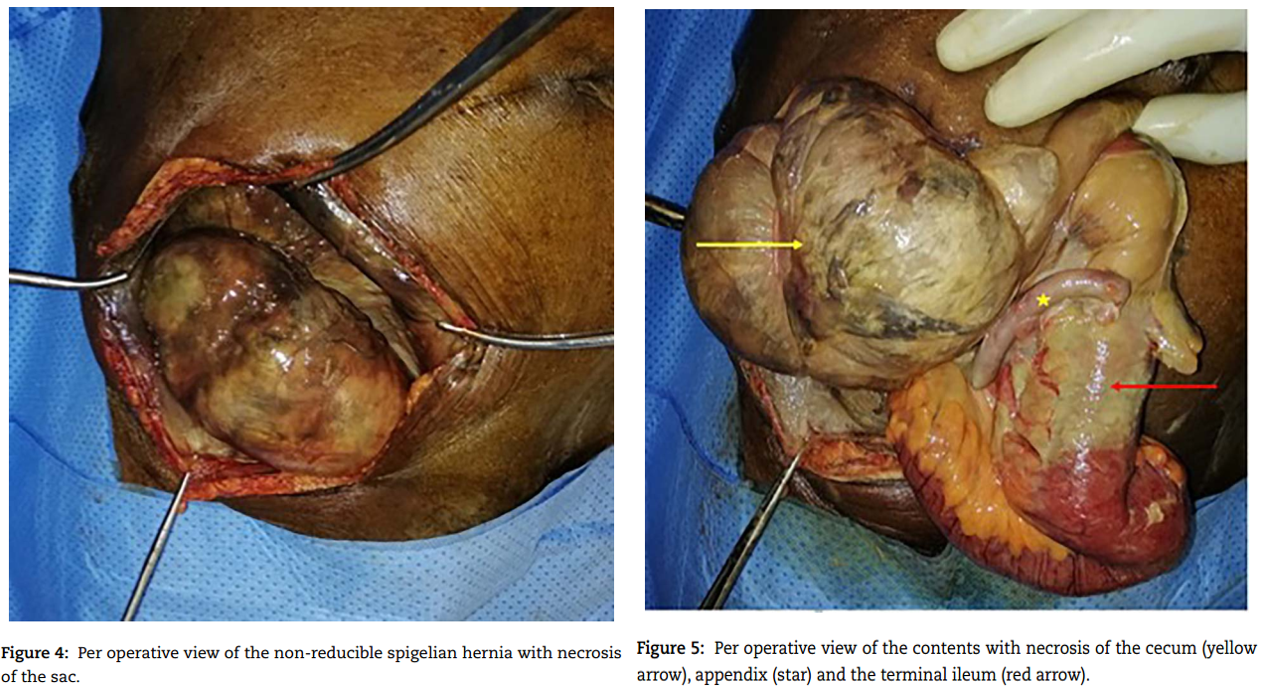 Figure 4: Per operative view of the non-reducible spigelian hernia with necrosis
of the sac.
Figure 5: Per operative view of the contents with necrosis of the cecum (yellow
arrow), appendix (star) and the terminal ileum (red arrow).